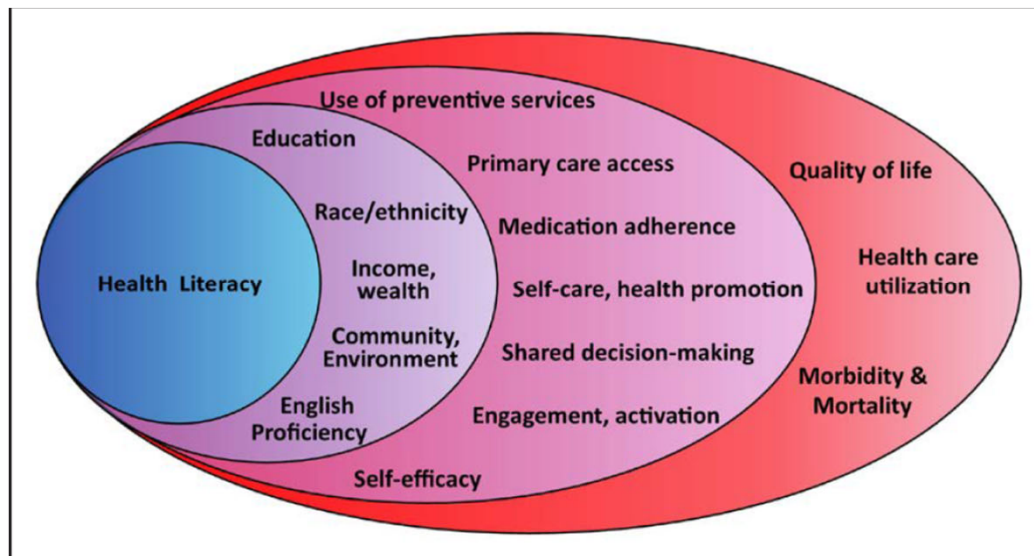 Health Literacy
Education
Race/ethnicity
Income,
wealth
Community,
Environment
English
Proficiency
Use of preventive services
Primary care access
Medication adherence
Self-care, health promotion
Shared decision-making
Engagement, activation
Self-efficacy
Quality of life
Health care
utilization
Morbidity &
Mortality